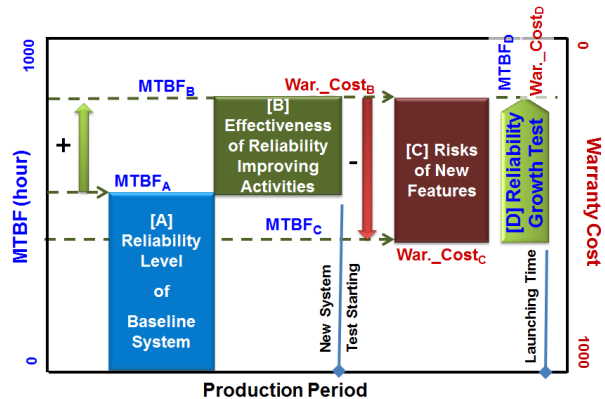 1000
MTBF (hour)
0
MTBF_B
+
MTBF_A
[A]
Reliability
Level
of
Baseline
System
[B]
Effectiveness
of Reliability
Improving
Activities
War._Cost_B
-
MTBF_C
New System
Test Starting
[C] Risks
of New
Features
War._Cost_C
MTBF_D
War._Cost_D
[D] Reliability
Growth Test
Launching Time
0
Warranty Cost
1000
Production Period